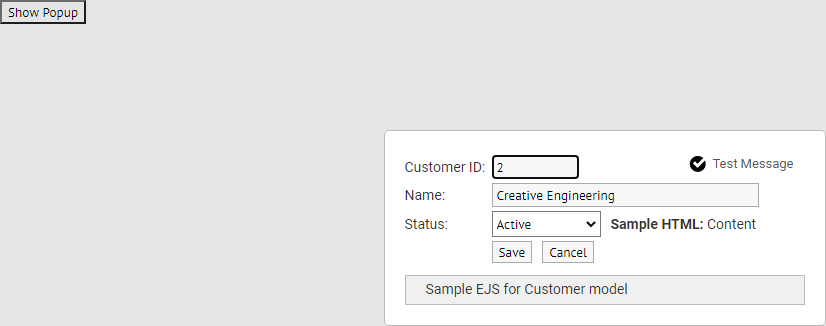 Show Popup
Customer ID: 2 Test Message
Name: Creative Engineering
Status: Active Sample HTML: Content
Save Cancel
Sample EJS for Customer model